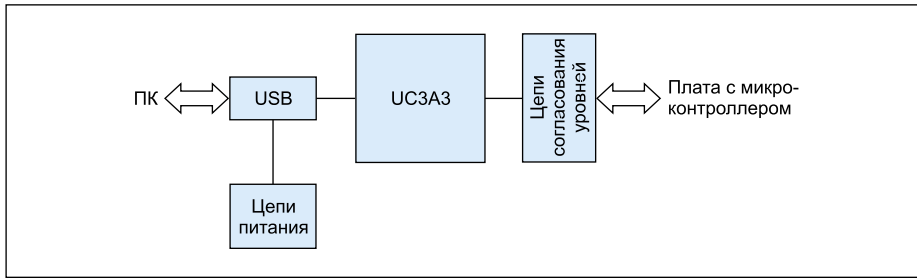 ПК
USB
UC3A3
Цепи
согласования
уровней
Плата с микро-
контроллером
Цепи
питания